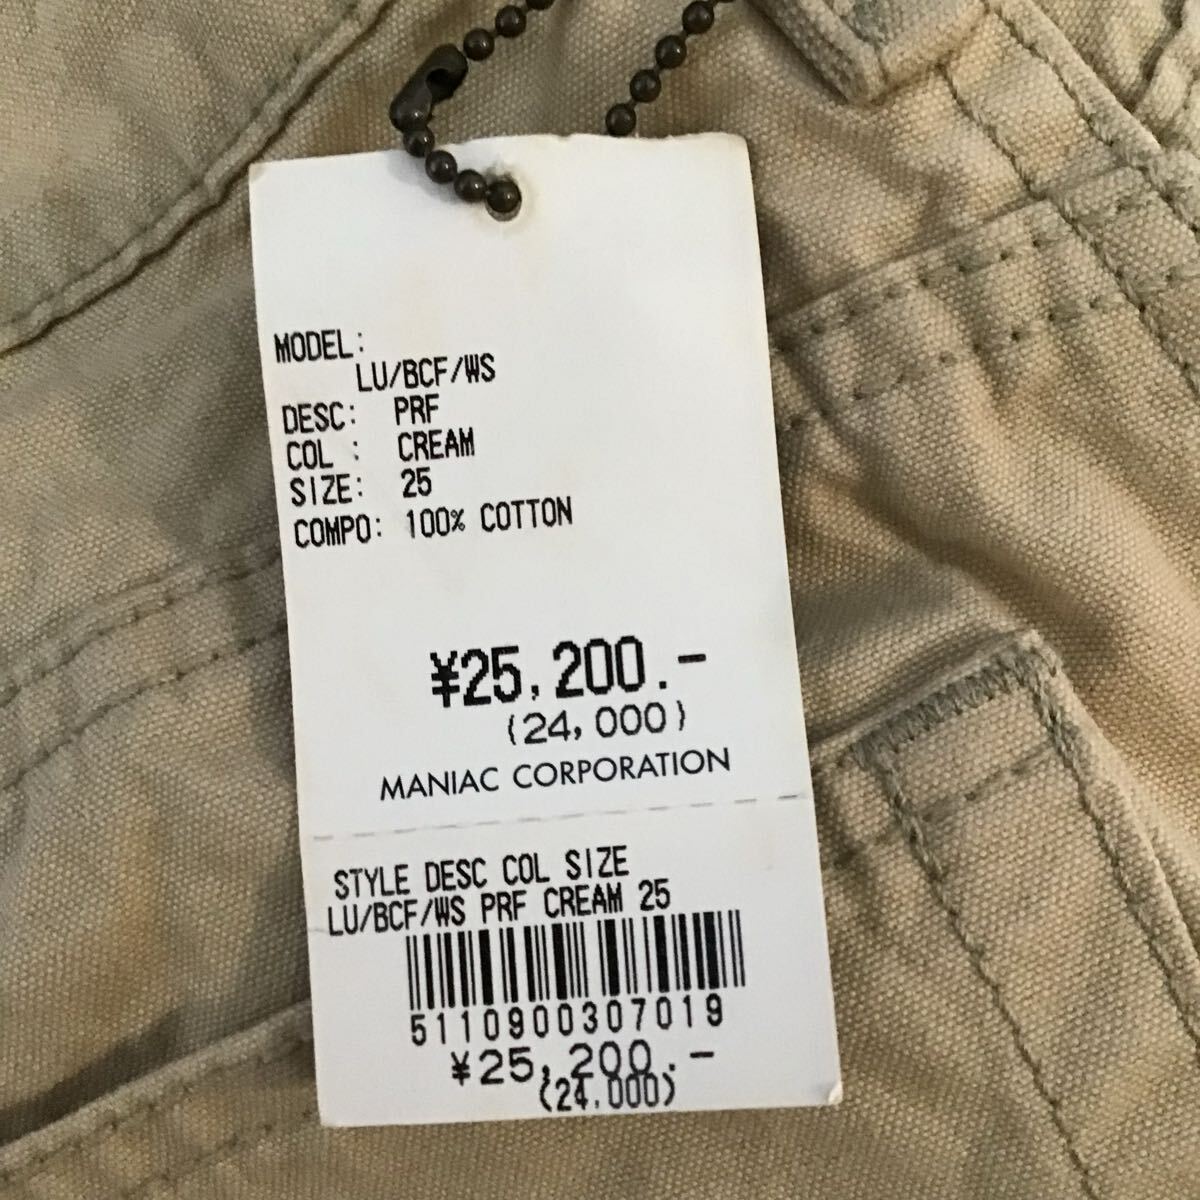 MODEL:
LU/BCF/WS
DESC: PRF
COL : CREAM
SIZE: 25
COMPO: 100% COTTON
¥25,200.-
(24,000)
MANIAC CORPORATION
STYLE DESC COL SIZE
LU/BCF/WS PRF CREAM 25
5110900307019
¥25,200.-
(24,000)